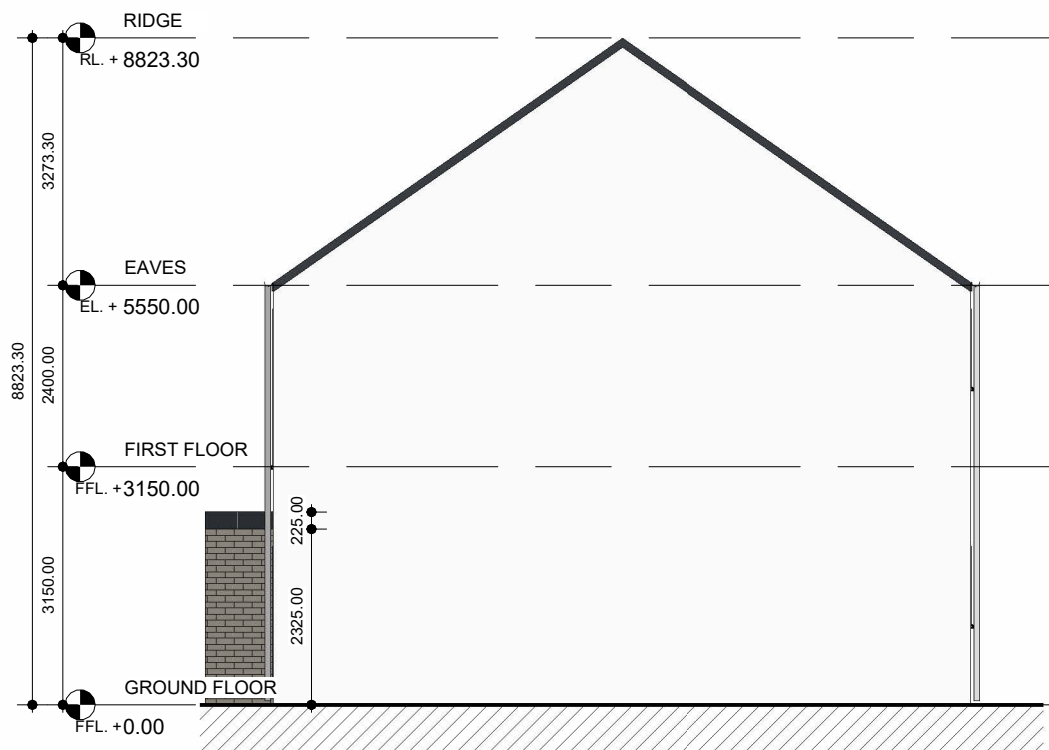 RIDGE
RL. + 8823.30
3273.30
EAVES
EL. + 5550.00
8823.30
2400.00
FIRST FLOOR
FFL. +3150.00
225.00
3150.00
2325.00
GROUND FLOOR
FFL. +0.00